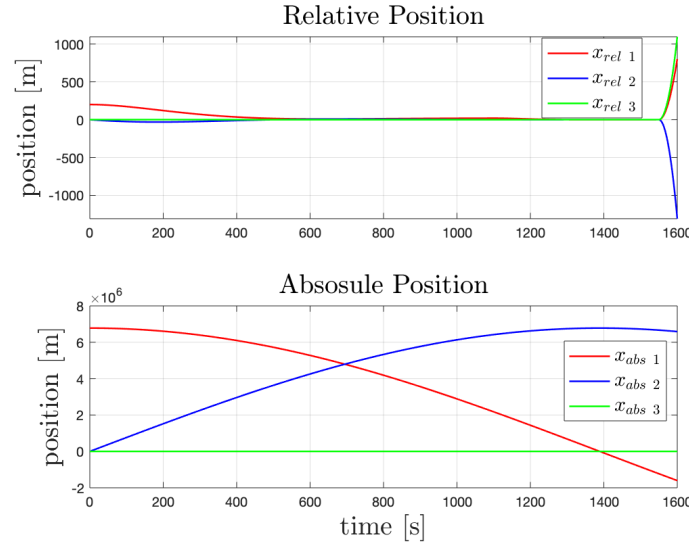 Relative Position
position [m]
1000
500
0
-500
-1000
x_rel 1
x_rel 2
x_rel 3
0 200 400 600 800 1000 1200 1400 1600
Absosule Position
×10^6
position [m]
8
6
4
2
0
-2
x_abs 1
x_abs 2
x_abs 3
0 200 400 600 800 1000 1200 1400 1600
time [s]